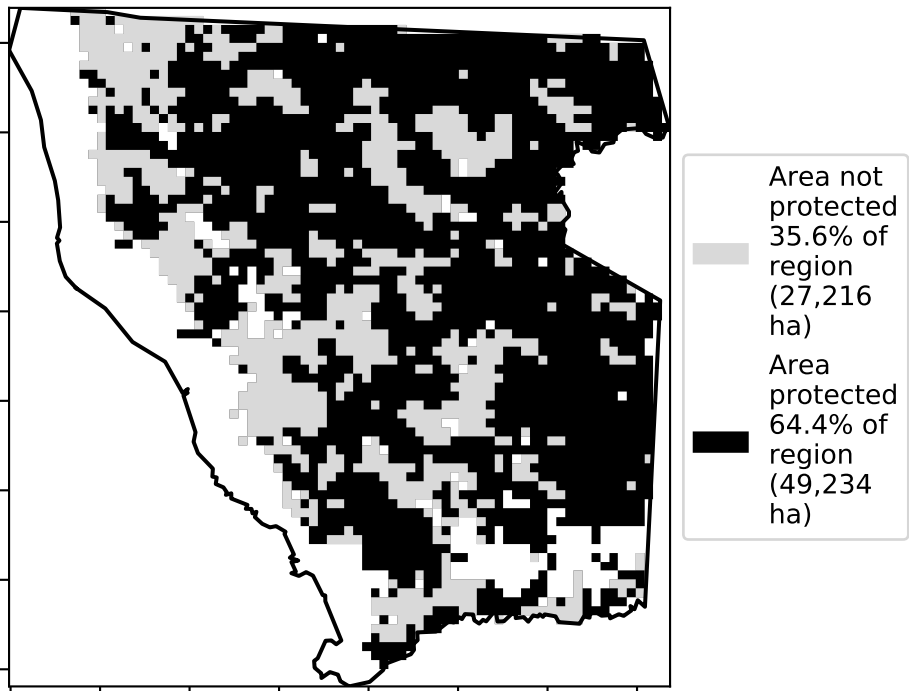 Area not
protected
35.6% of
region
(27,216
ha)
Area
protected
64.4% of
region
(49,234
ha)